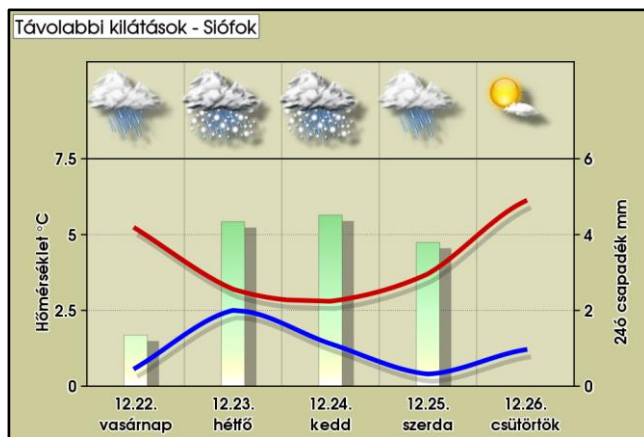 Távolabbi kilátások - Siófok
7.5
5
2.5
0
Hőmérséklet °C
6
4
2
0
24ó csapadék mm
12.22. 12.23. 12.24. 12.25. 12.26.
vasárnap hétfő kedd szerda csütörtök